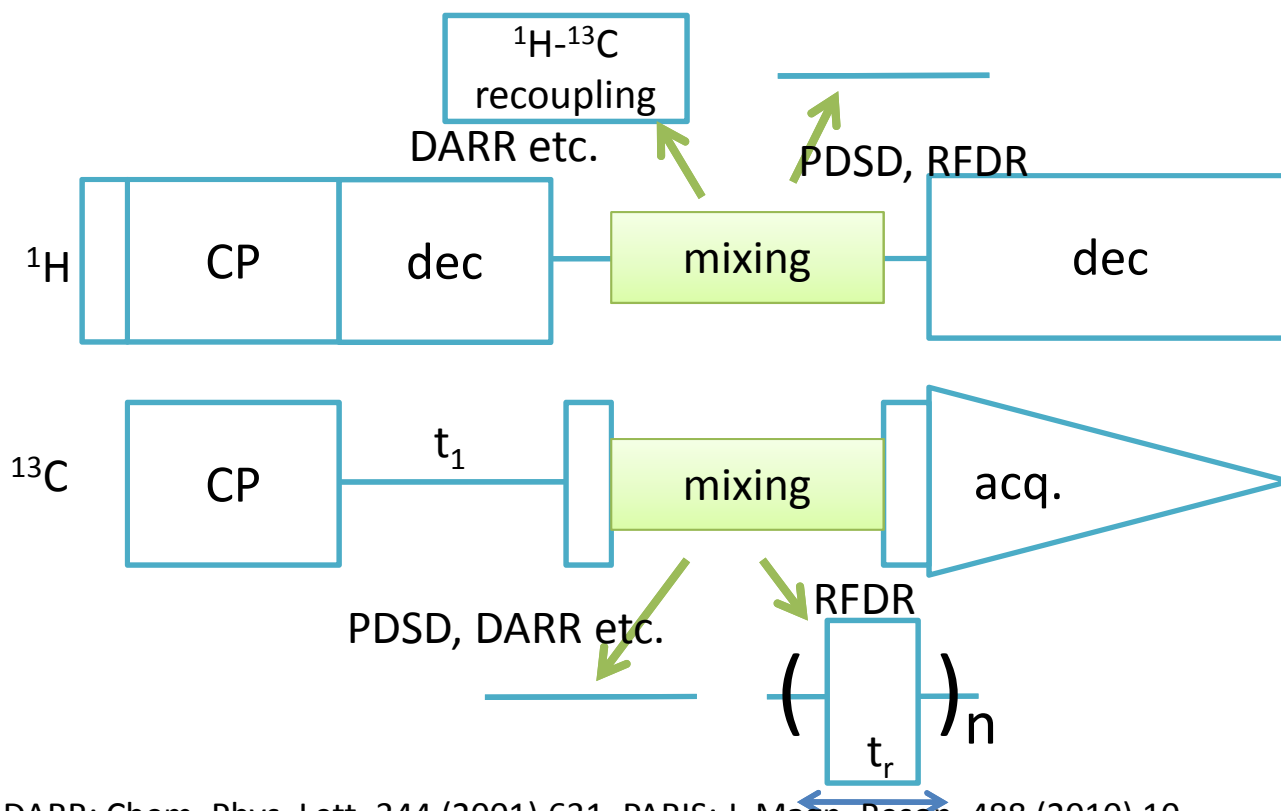 ¹H-¹³C
recoupling
DARR etc.
PDSD, RFDR
¹H
CP
dec
mixing
dec
¹³C
CP
t₁
mixing
acq.
PDSD, DARR etc.
RFDR
( )n
tᵣ
DARR: Chem. Phys. Lett. 344 (2001) 631, PARIS: J. Magn. Reson. 488 (2010) 10